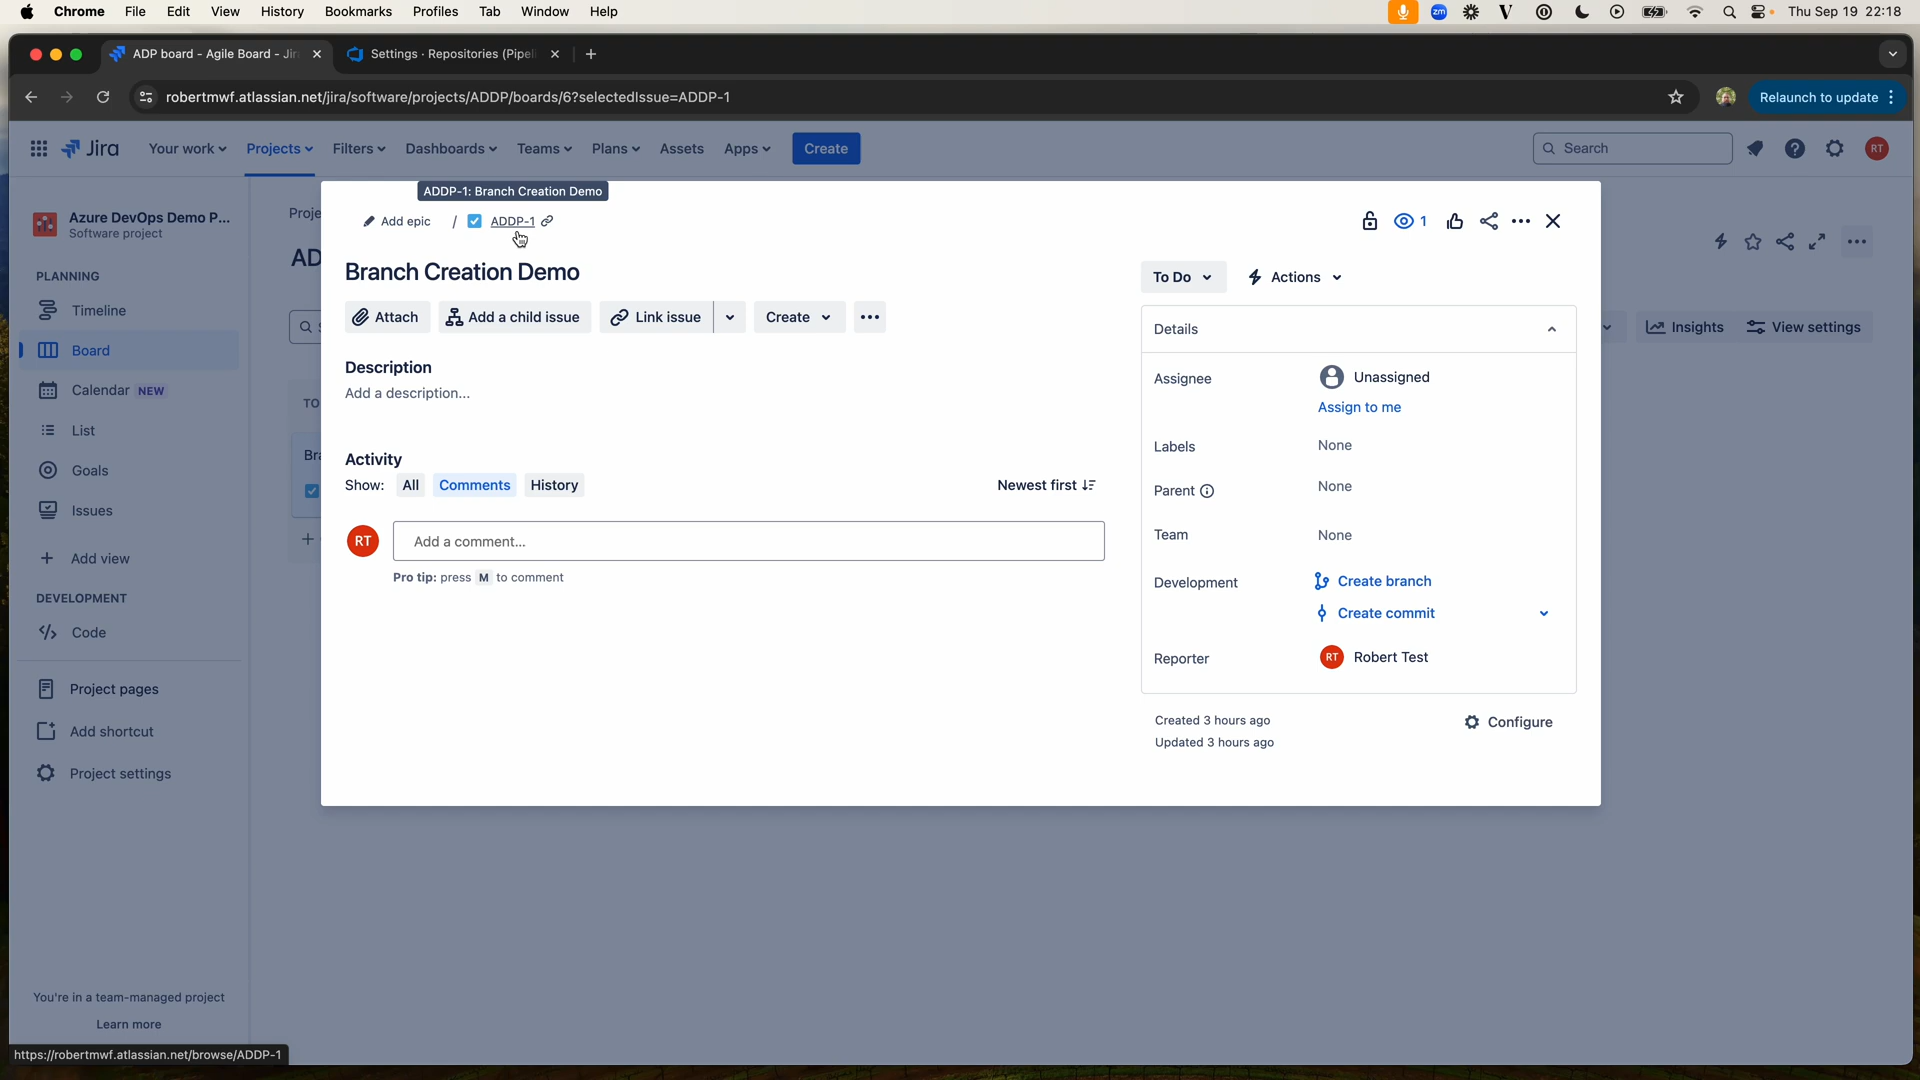 Chrome File Edit View History Bookmarks Profiles Tab Window Help
zm V Thu Sep 19 22:18
ADP board - Agile Board - Jir
Settings · Repositories (Pipel
robertmwf.atlassian.net/jira/software/projects/ADDP/boards/6?selectedIssue=ADDP-1
Relaunch to update
Jira Your work Projects Filters Dashboards Teams Plans Assets Apps Create
Search
RT
ADDP-1: Branch Creation Demo
Azure DevOps Demo P...
Software project
PLANNING
Timeline
Board
Calendar NEW
List
Goals
Issues
Add view
DEVELOPMENT
Code
Project pages
Add shortcut
Project settings
You're in a team-managed project
Learn more
https://robertmwf.atlassian.net/browse/ADDP-1
Proje
AD
S
TO
Bra
Insights View settings
Add epic / ADDP-1
1
Branch Creation Demo
Attach Add a child issue Link issue Create
Description
Add a description...
Activity
Show: All Comments History
Newest first
RT Add a comment...
Pro tip: press M to comment
To Do Actions
Details
Assignee Unassigned
Assign to me
Labels None
Parent None
Team None
Development Create branch
Create commit
Reporter RT Robert Test
Created 3 hours ago
Updated 3 hours ago
Configure